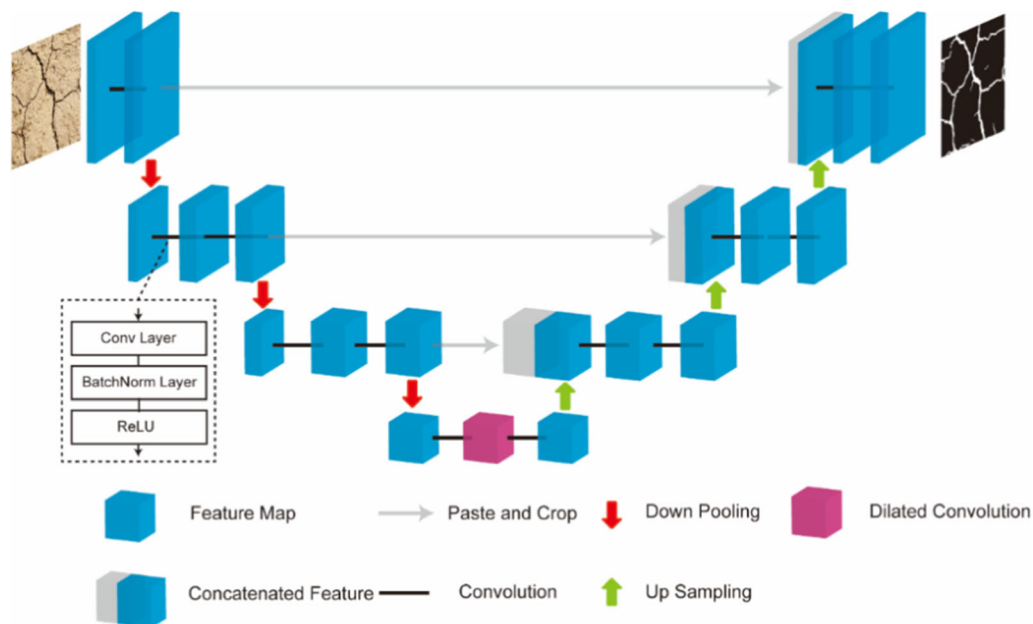 Conv Layer
BatchNorm Layer
ReLU
Feature Map
Paste and Crop
Down Pooling
Dilated Convolution
Concatenated Feature
Convolution
Up Sampling